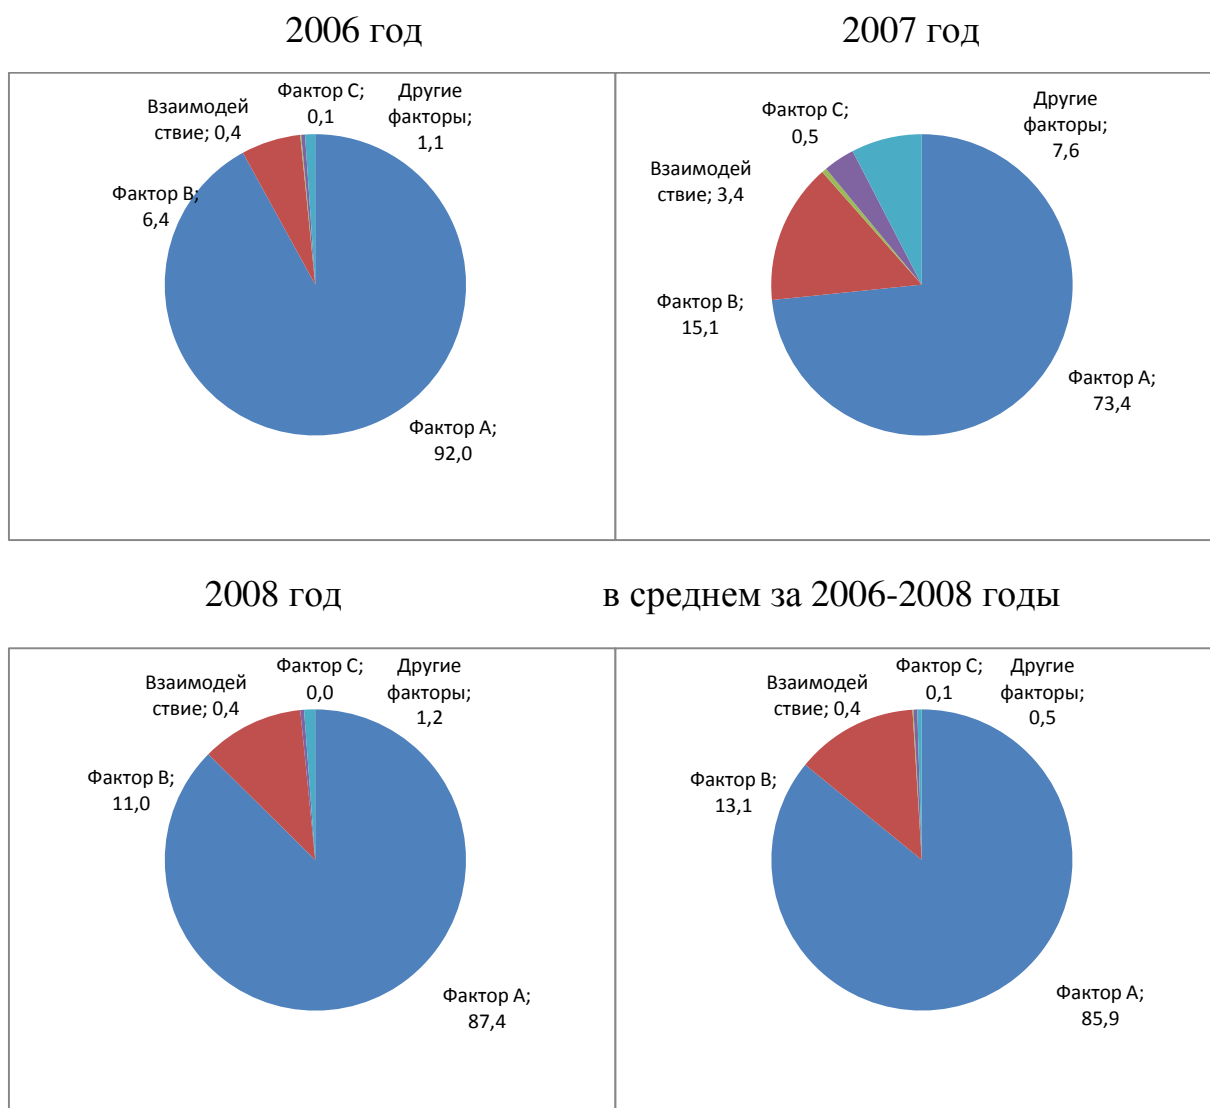 2006 год
2007 год
Взаимодей
ствие; 0,4
Фактор С;
0,1
Другие
факторы;
1,1
Фактор В;
6,4
Фактор А;
92,0
Фактор С;
0,5
Другие
факторы;
7,6
Взаимодей
ствие; 3,4
Фактор В;
15,1
Фактор А;
73,4
2008 год
в среднем за 2006-2008 годы
Взаимодей
ствие; 0,4
Фактор С;
0,0
Другие
факторы;
1,2
Фактор В;
11,0
Фактор А;
87,4
Взаимодей
ствие; 0,4
Фактор С;
0,1
Другие
факторы;
0,5
Фактор В;
13,1
Фактор А;
85,9